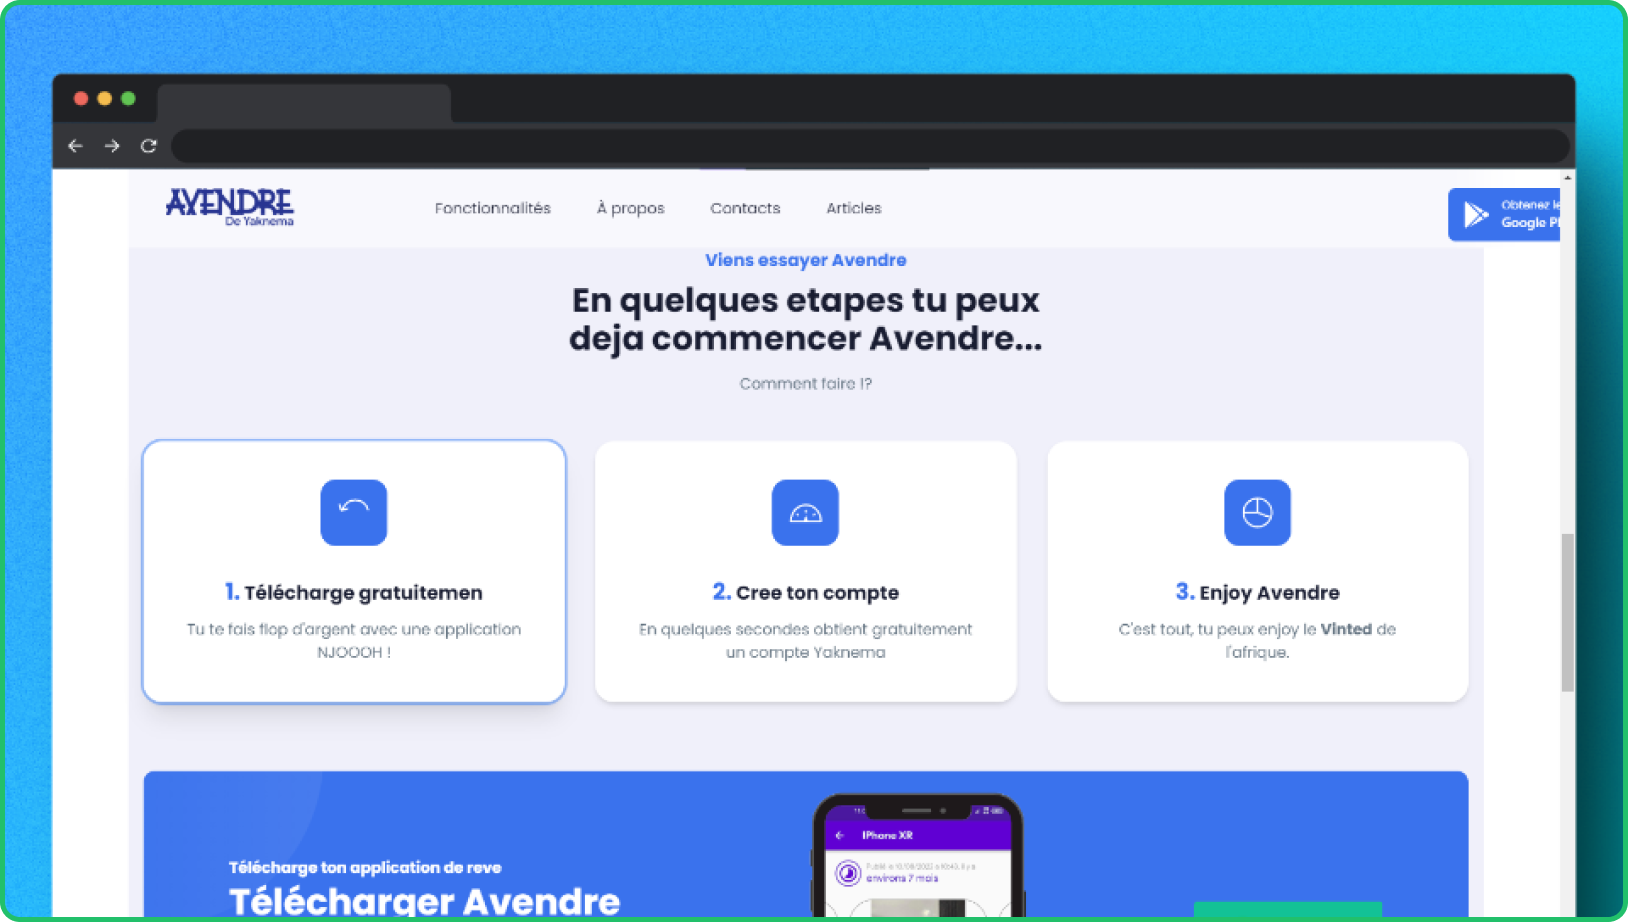 AVENDRE
De Yaknema
Fonctionnalités
À propos
Contacts
Articles
Obtenez le
Google Pl
Viens essayer Avendre
En quelques etapes tu peux
deja commencer Avendre...
Comment faire !?
1. Télécharge gratuitemen
Tu te fais flop d'argent avec une application
NJOOOH !
2. Cree ton compte
En quelques secondes obtient gratuitement
un compte Yaknema
3. Enjoy Avendre
C'est tout, tu peux enjoy le Vinted de
l'afrique.
Télécharge ton application de reve
Télécharger Avendre
IPhone XR
environs 7 mois